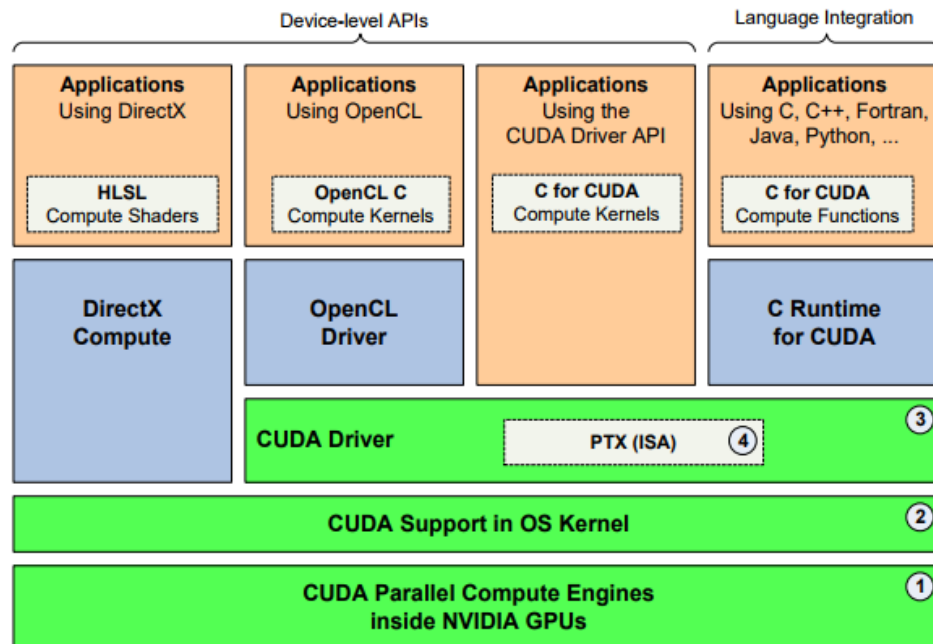 Device-level APIs
Language Integration
Applications
Using DirectX
HLSL
Compute Shaders
Applications
Using OpenCL
OpenCL C
Compute Kernels
Applications
Using the
CUDA Driver API
C for CUDA
Compute Kernels
Applications
Using C, C++, Fortran,
Java, Python, ...
C for CUDA
Compute Functions
DirectX
Compute
OpenCL
Driver
C Runtime
for CUDA
3
CUDA Driver
PTX (ISA)
4
CUDA Support in OS Kernel
2
CUDA Parallel Compute Engines
inside NVIDIA GPUs
1